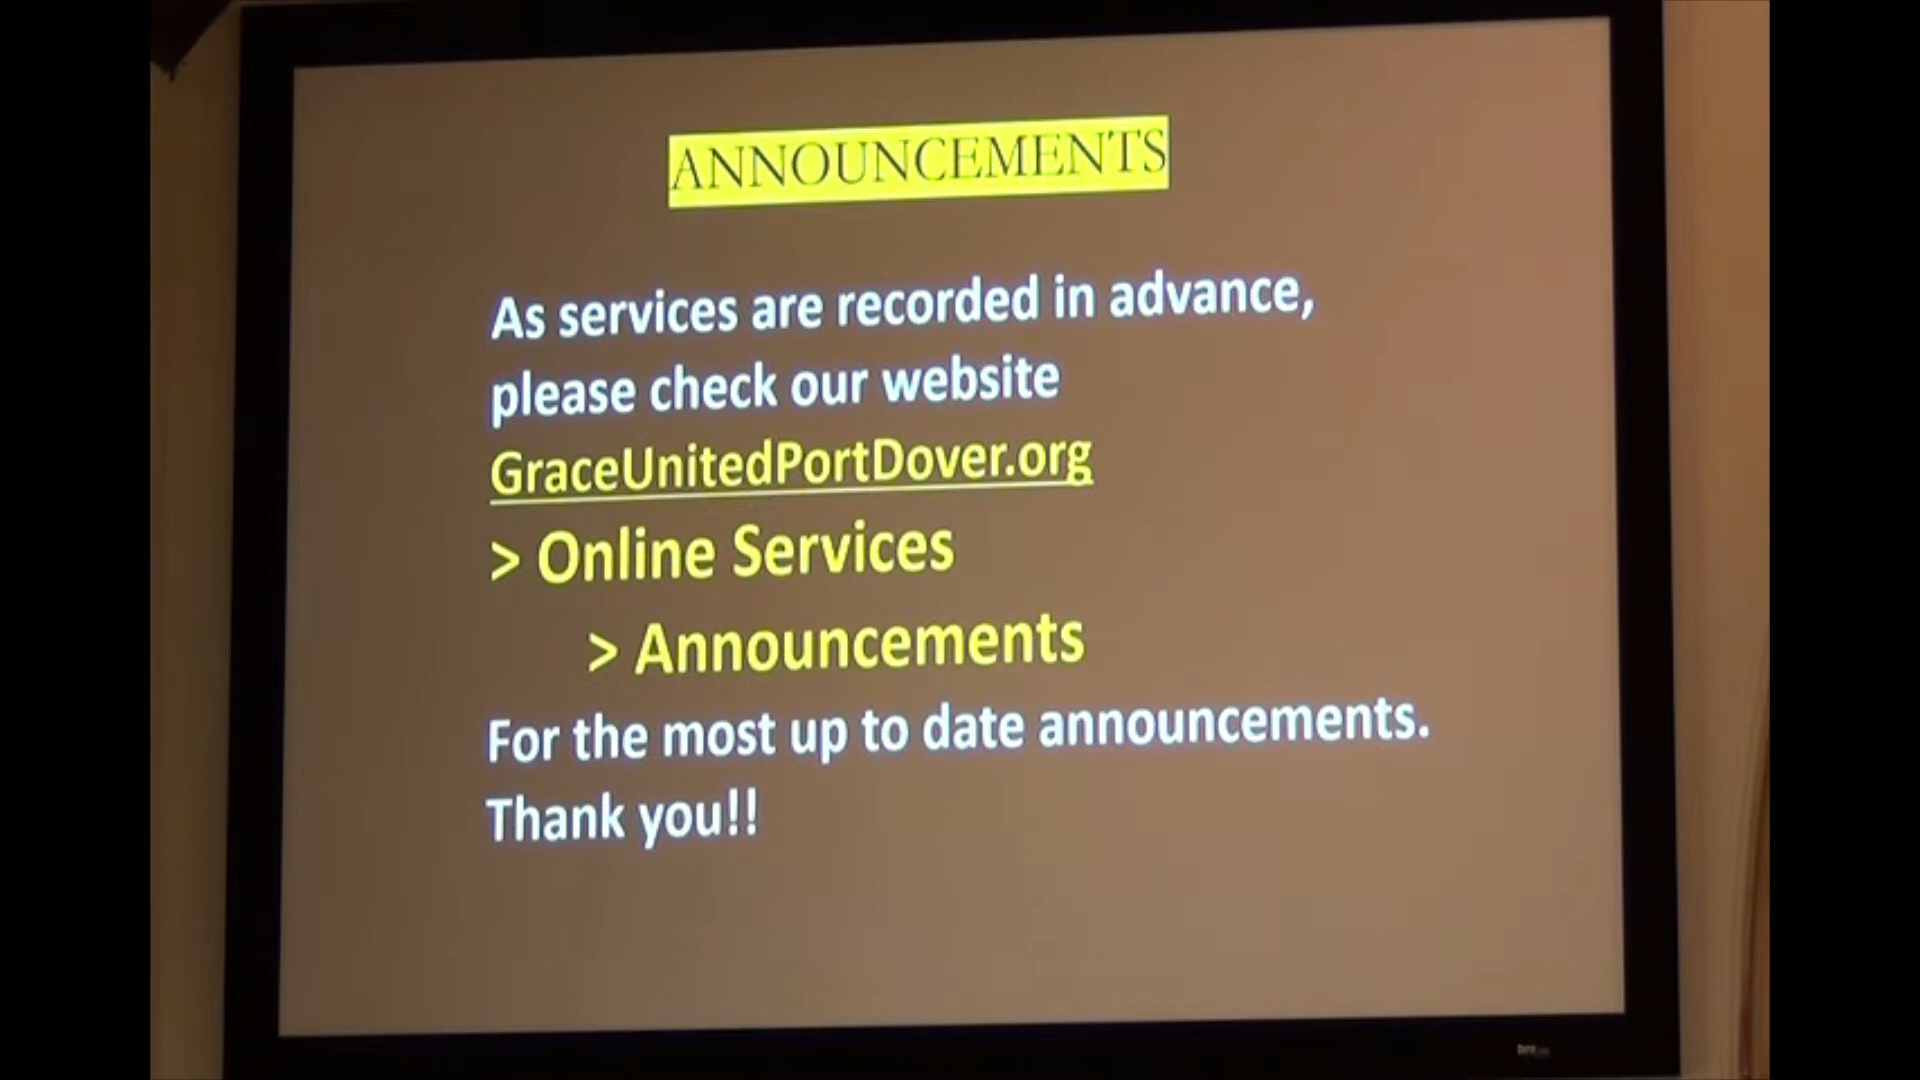 ANNOUNCEMENTS
As services are recorded in advance,
please check our website
GraceUnitedPortDover.org
> Online Services
> Announcements
For the most up to date announcements.
Thank you!!